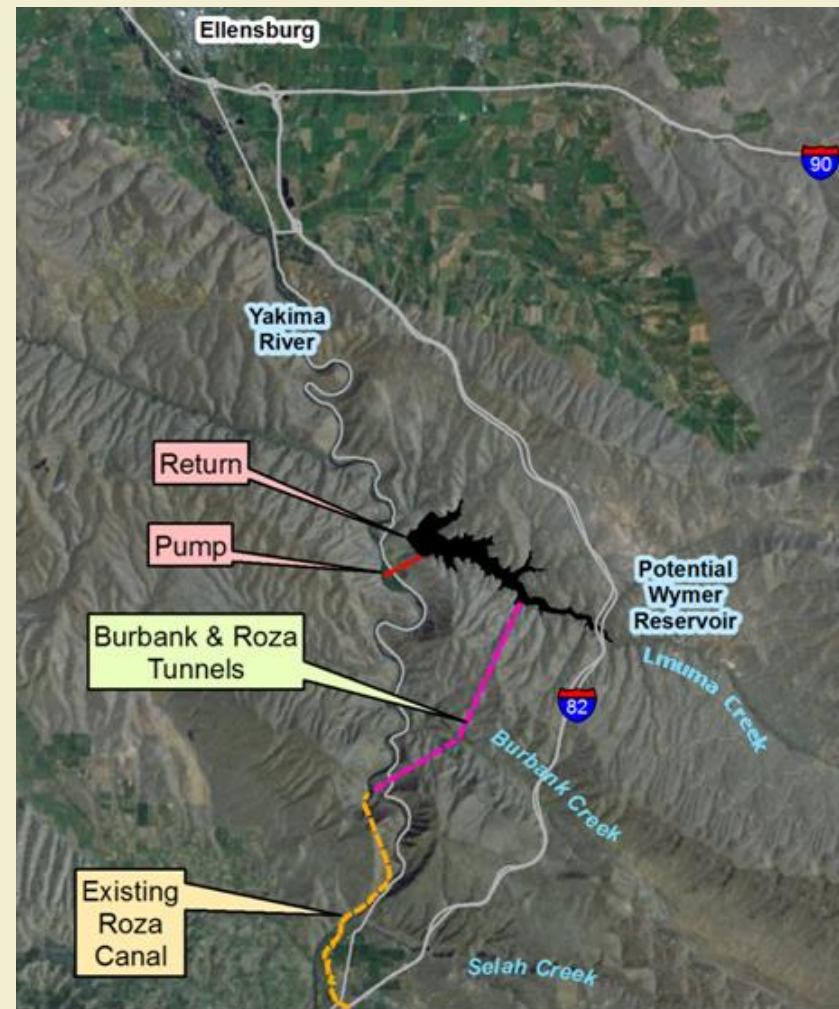 Ellensburg
90
Yakima
River
Return
Pump
Potential
Wymer
Reservoir
Burbank & Roza
Tunnels
Lmuma Creek
82
Burbank Creek
Existing
Roza
Canal
Selah Creek